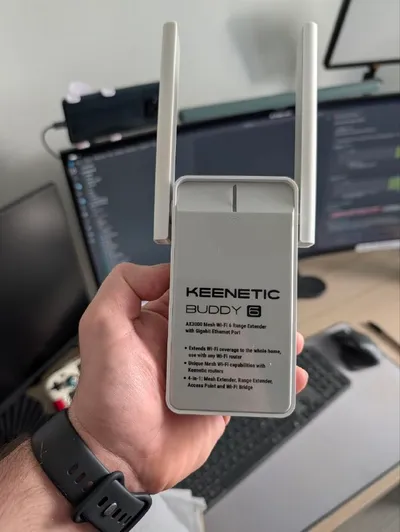 KEENETIC
BUDDY 6
AX3000 Mesh Wi-Fi 6 Range Extender
with Gigabit Ethernet Port
• Extends Wi-Fi coverage to the whole home,
use with any Wi-Fi router
• Unique Mesh Wi-Fi capabilities with
Keenetic routers
• 4-in-1: Mesh Extender, Range Extender,
Access Point and Wi-Fi Bridge